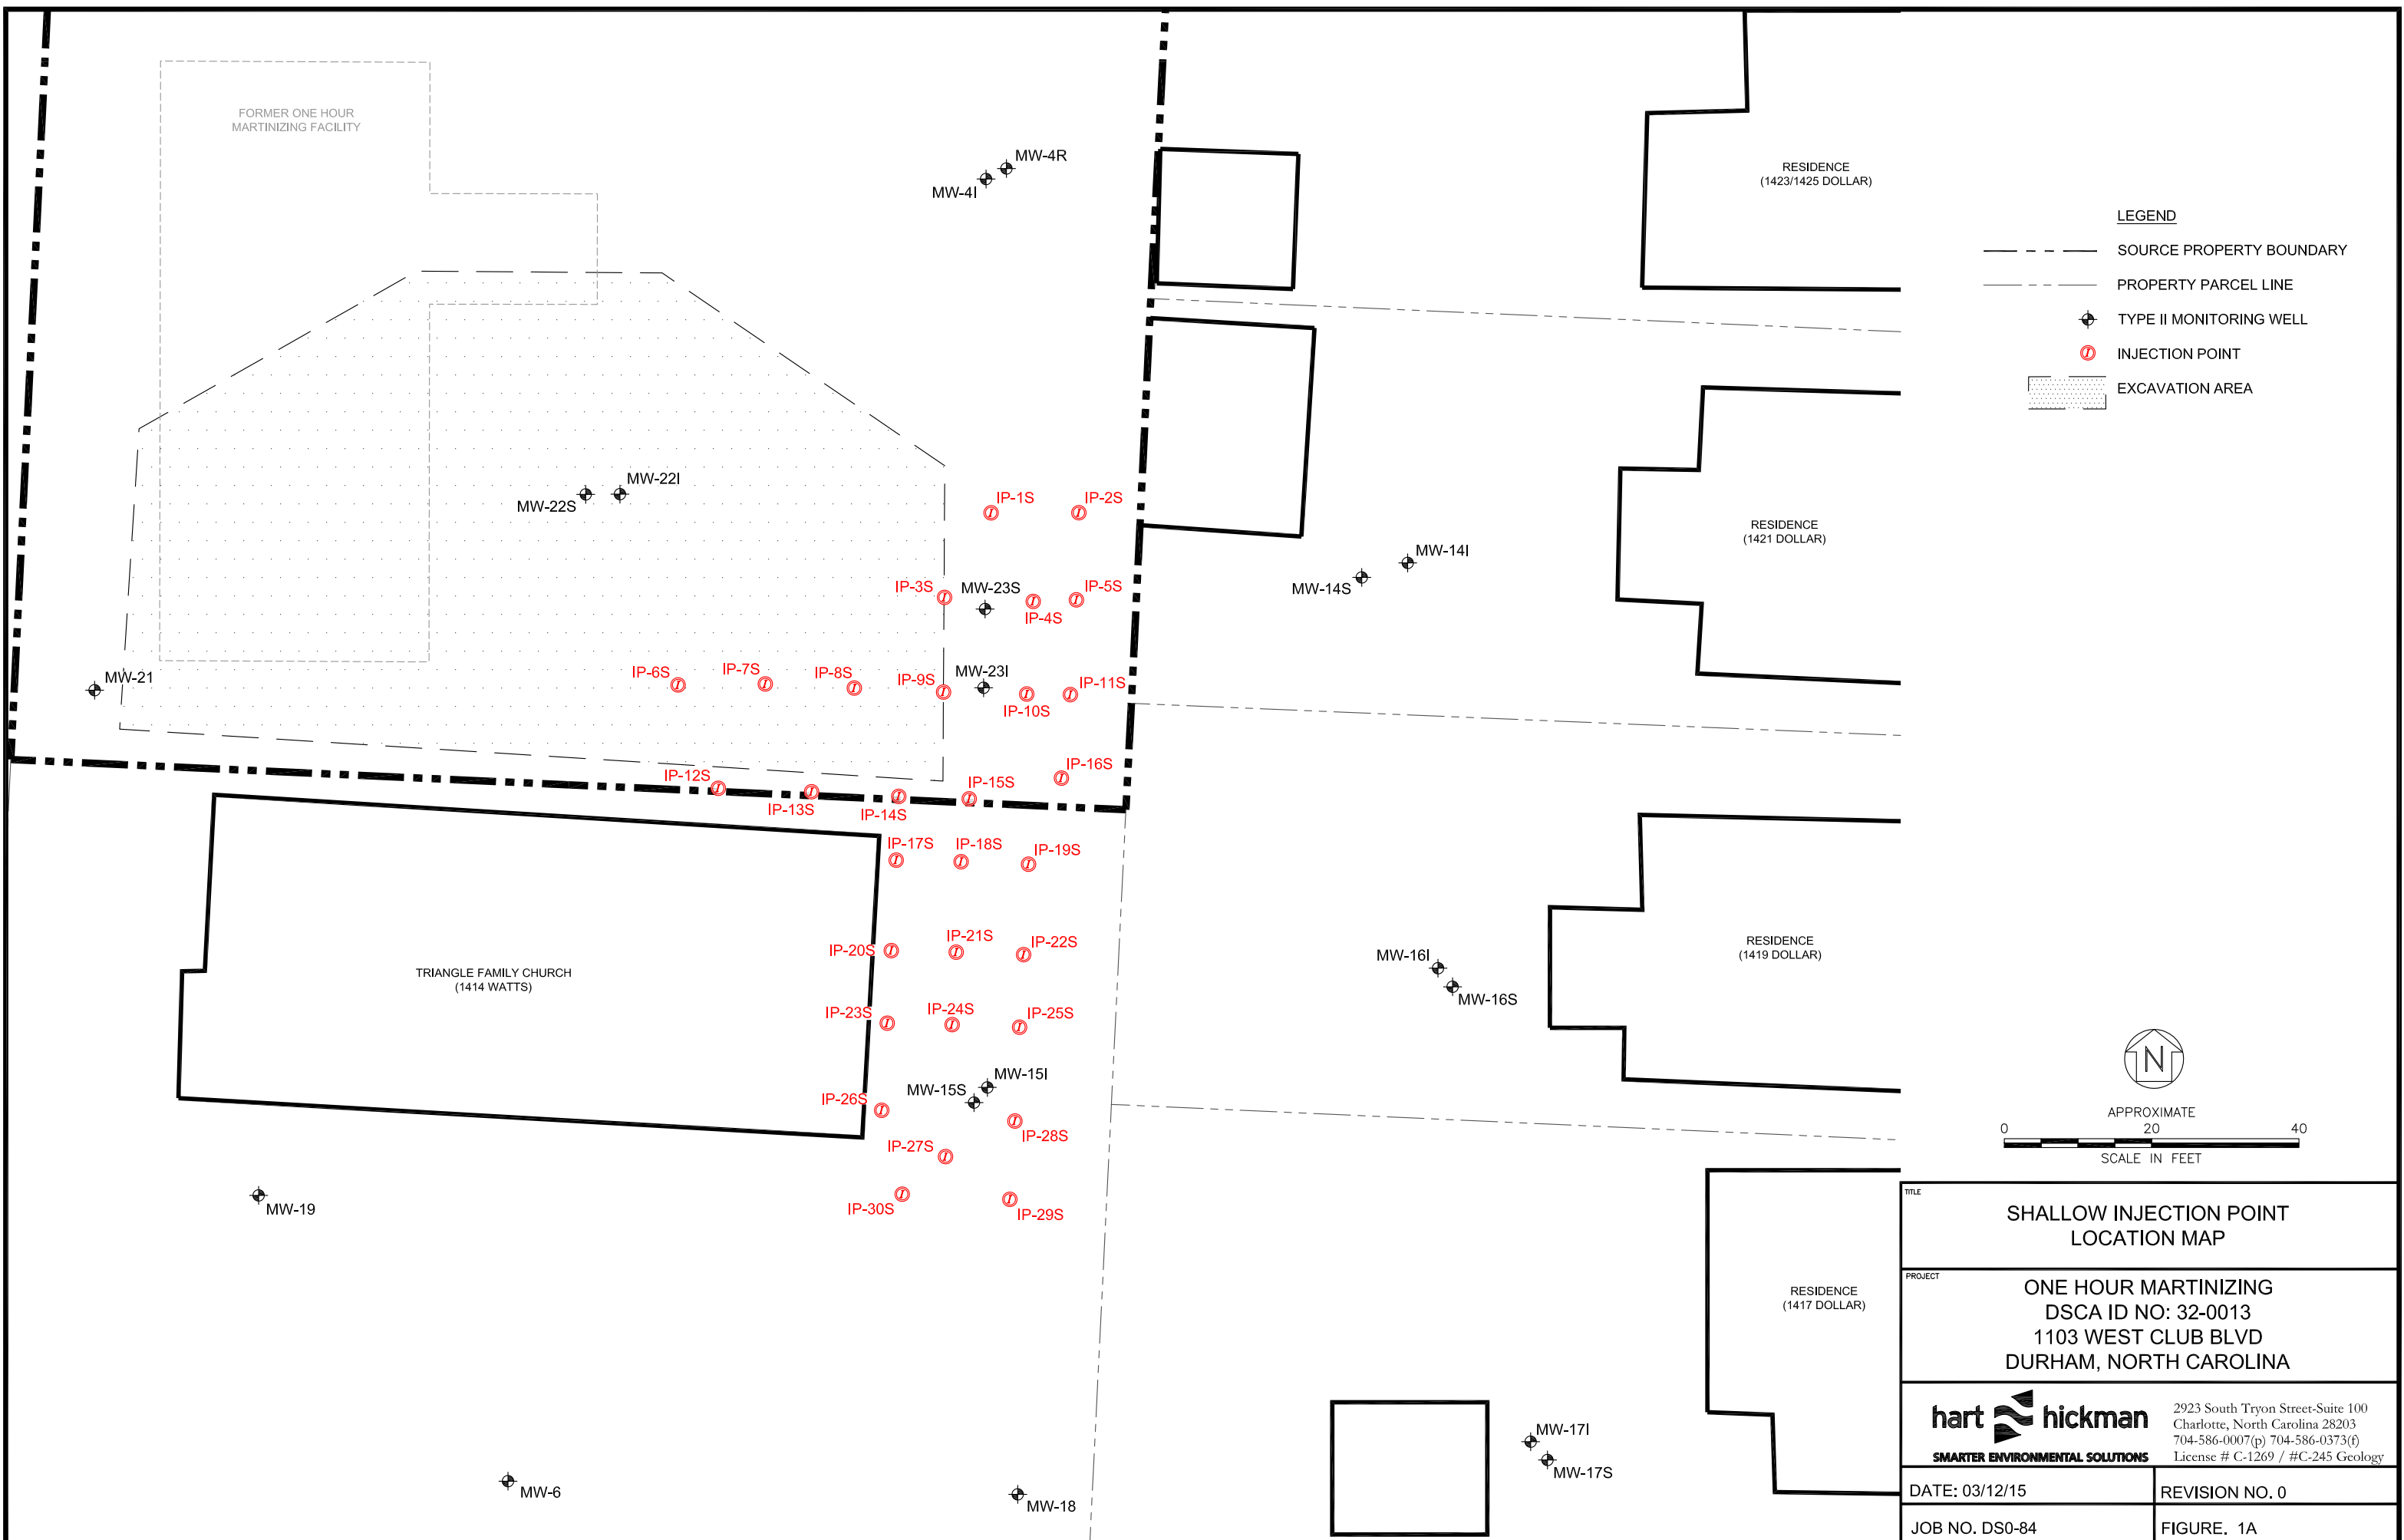 FORMER ONE HOUR
MARTINIZING FACILITY
MW-4R
MW-4I
RESIDENCE
(1423/1425 DOLLAR)
LEGEND
SOURCE PROPERTY BOUNDARY
PROPERTY PARCEL LINE
TYPE II MONITORING WELL
INJECTION POINT
EXCAVATION AREA
MW-22I
MW-22S
IP-1S
IP-2S
RESIDENCE
(1421 DOLLAR)
MW-14I
MW-14S
IP-3S
MW-23S
IP-5S
IP-4S
MW-21
IP-6S
IP-7S
IP-8S
IP-9S
MW-23I
IP-11S
IP-10S
IP-12S
IP-13S
IP-14S
IP-15S
IP-16S
IP-17S
IP-18S
IP-19S
IP-20S
IP-21S
IP-22S
RESIDENCE
(1419 DOLLAR)
MW-16I
MW-16S
TRIANGLE FAMILY CHURCH
(1414 WATTS)
IP-23S
IP-24S
IP-25S
MW-15I
MW-15S
IP-26S
IP-28S
IP-27S
IP-30S
IP-29S
MW-19
N
APPROXIMATE
0 20 40
SCALE IN FEET
RESIDENCE
(1417 DOLLAR)
MW-17I
MW-17S
MW-6
MW-18
TITLE
SHALLOW INJECTION POINT
LOCATION MAP
PROJECT
ONE HOUR MARTINIZING
DSCA ID NO: 32-0013
1103 WEST CLUB BLVD
DURHAM, NORTH CAROLINA
hart hickman
SMARTER ENVIRONMENTAL SOLUTIONS
2923 South Tryon Street-Suite 100
Charlotte, North Carolina 28203
704-586-0007(p) 704-586-0373(f)
License # C-1269 / #C-245 Geology
DATE: 03/12/15
REVISION NO. 0
JOB NO. DS0-84
FIGURE. 1A